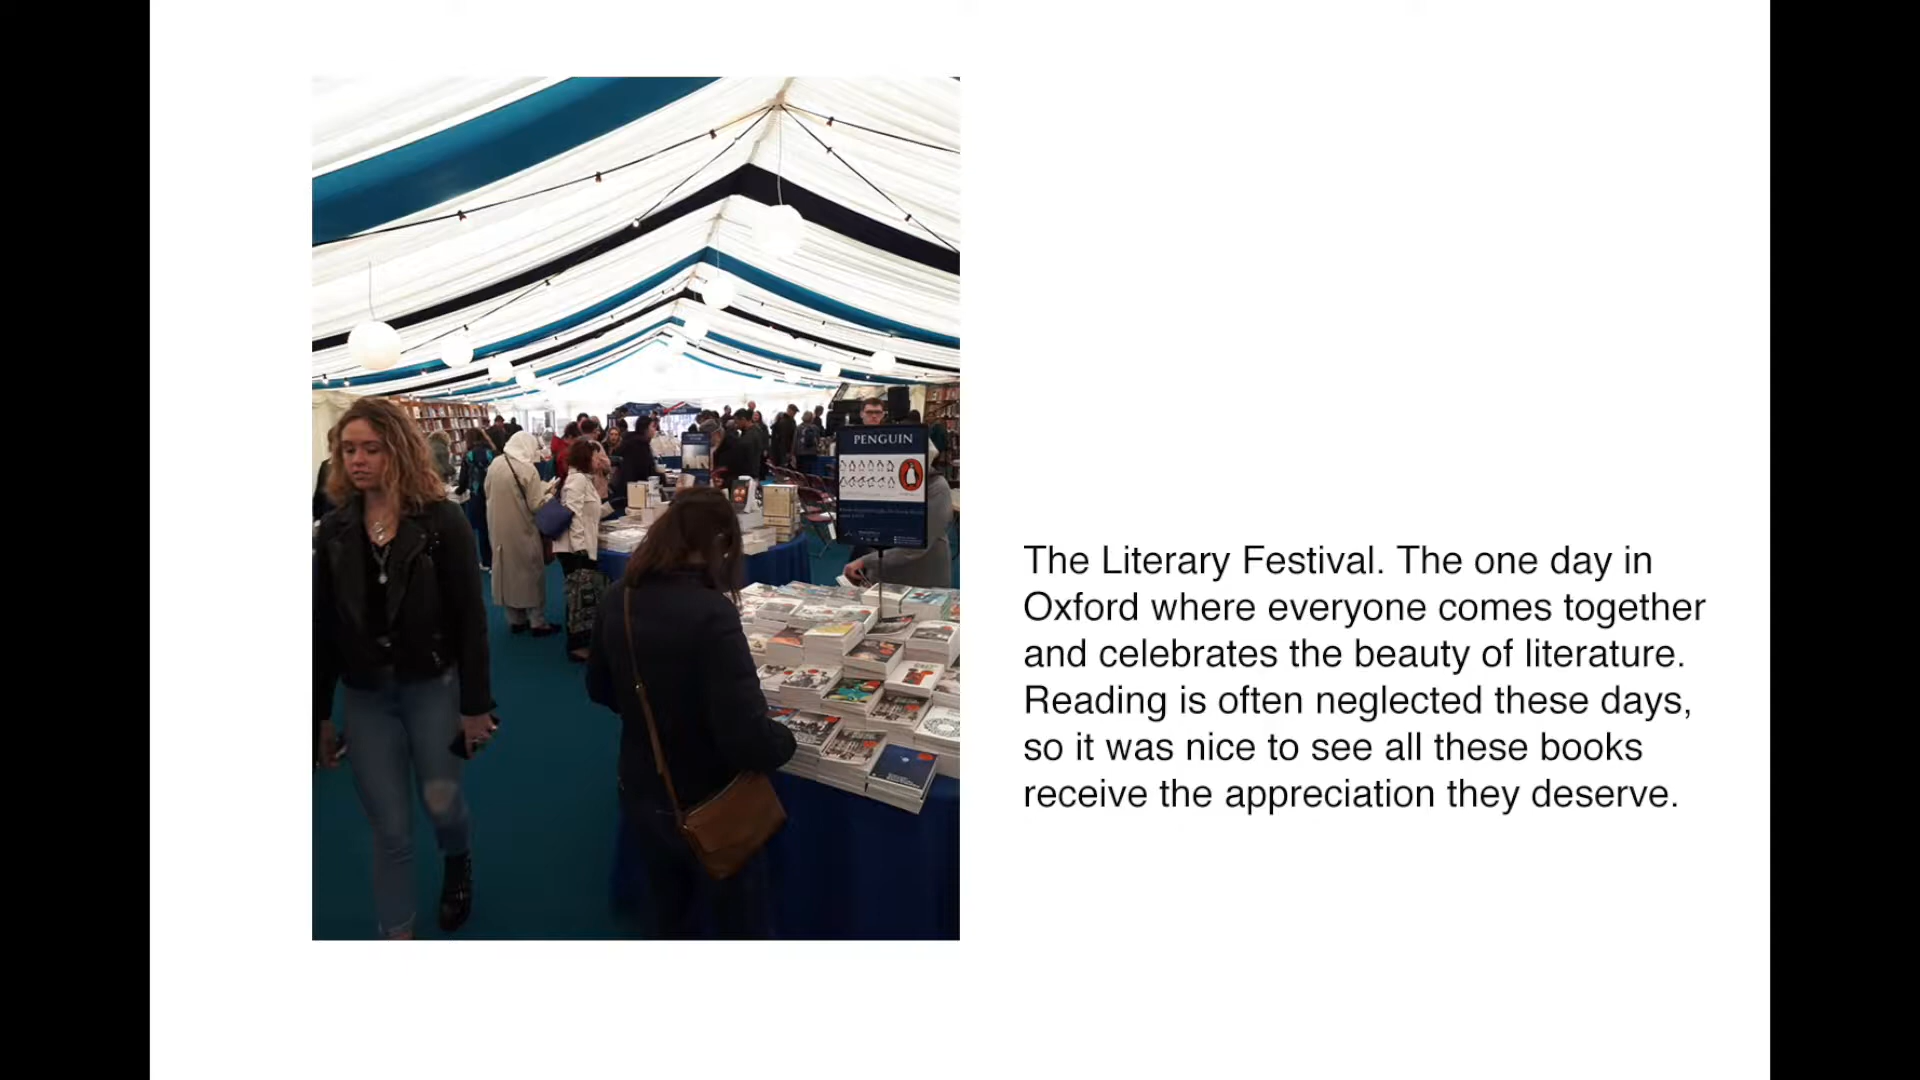 PENGUIN
The Literary Festival. The one day in
Oxford where everyone comes together
and celebrates the beauty of literature.
Reading is often neglected these days,
so it was nice to see all these books
receive the appreciation they deserve.